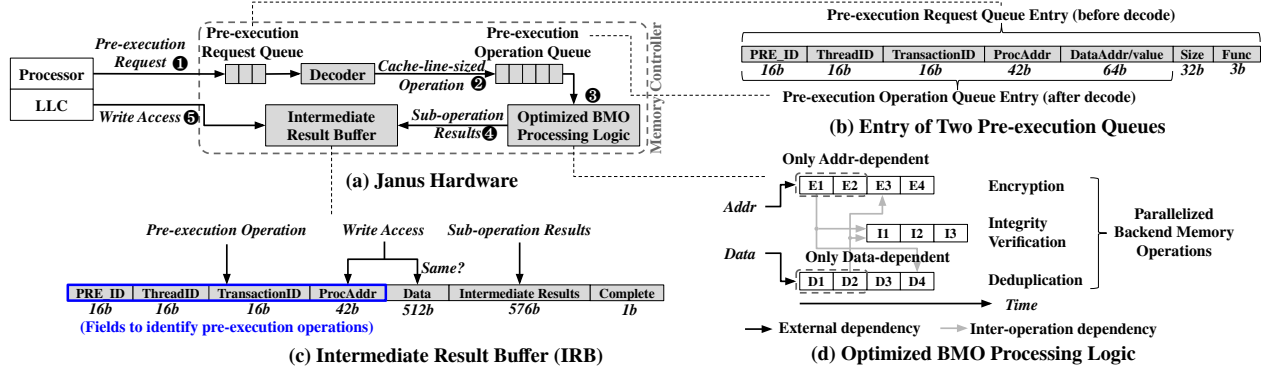 Pre-execution
Request ❶
Processor
LLC
Write Access ❺
Pre-execution
Request Queue
Decoder
Cache-line-sized
Operation ❷
Pre-execution
Operation Queue
❸
Intermediate
Result Buffer
Sub-operation
Results ❹
Optimized BMO
Processing Logic
Memory Controller
(a) Janus Hardware
Pre-execution Request Queue Entry (before decode)
PRE_ID ThreadID TransactionID ProcAddr DataAddr/value Size Func
16b 16b 16b 42b 64b 32b 3b
Pre-execution Operation Queue Entry (after decode)
(b) Entry of Two Pre-execution Queues
Pre-execution Operation Write Access Sub-operation Results
Same?
PRE_ID ThreadID TransactionID ProcAddr Data Intermediate Results Complete
16b 16b 16b 42b 512b 576b 1b
(Fields to identify pre-execution operations)
(c) Intermediate Result Buffer (IRB)
Only Addr-dependent
Addr
E1 E2 E3 E4
Encryption
I1 I2 I3
Integrity
Verification
Data
Only Data-dependent
D1 D2 D3 D4
Deduplication
Parallelized
Backend Memory
Operations
Time
External dependency Inter-operation dependency
(d) Optimized BMO Processing Logic